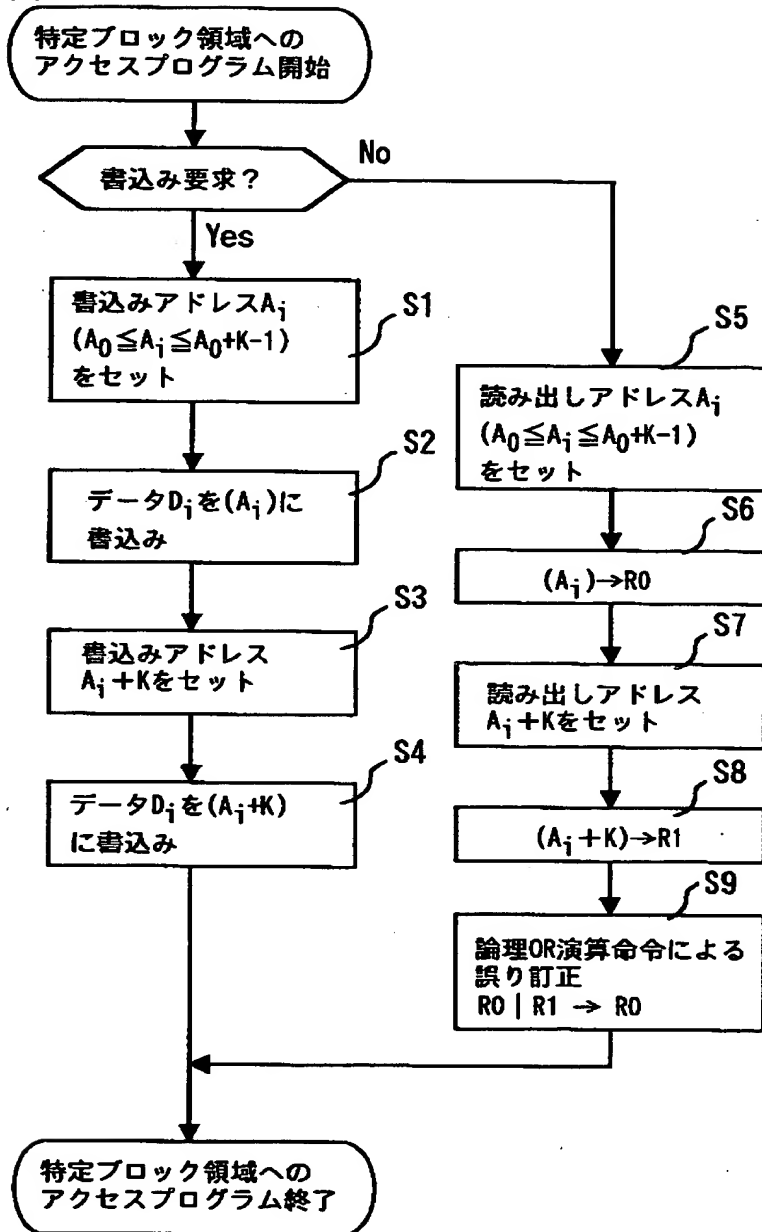 特定ブロック領域への
アクセスプログラム開始
書込み要求？
No
Yes
書込みアドレスAi
(A0≦Ai≦A0+K-1)
をセット
S1
データDiを(Ai)に
書込み
S2
書込みアドレス
Ai+Kをセット
S3
データDiを(Ai+K)
に書込み
S4
読み出しアドレスAi
(A0≦Ai≦A0+K-1)
をセット
S5
(Ai)→R0
S6
読み出しアドレス
Ai+Kをセット
S7
(Ai+K)→R1
S8
論理OR演算命令による
誤り訂正
R0 | R1 → R0
S9
特定ブロック領域への
アクセスプログラム終了